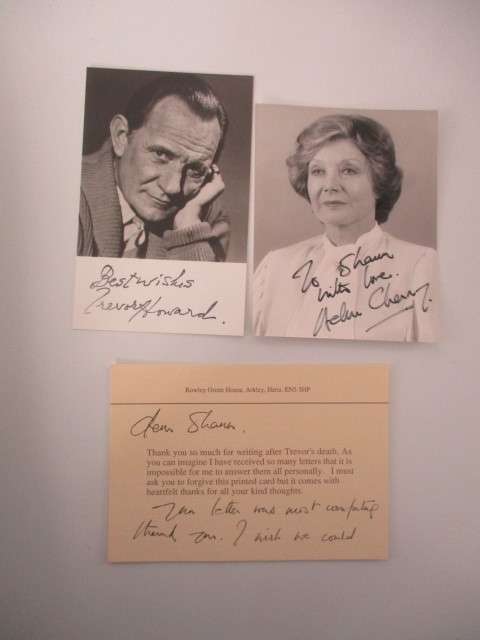 Best wishes
Trevor Howard.
To Shaun
with love.
Helen Cherry.
Rowley Green House, Arkley, Herts. EN5 3HP
Dear Shaun,
Thank you so much for writing after Trevor's death. As
you can imagine I have received so many letters that it is
impossible for me to answer them all personally. I must
ask you to forgive this printed card but it comes with
heartfelt thanks for all your kind thoughts.
Your letter was most comforting
thank you. I wish we could